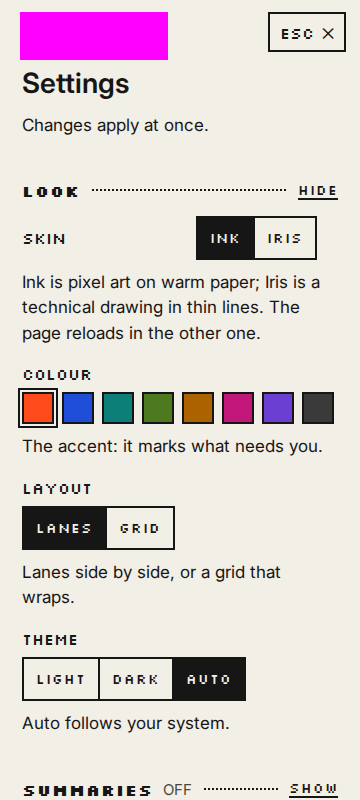 ESC ×
Settings
Changes apply at once.
LOOK HIDE
SKIN INK IRIS
Ink is pixel art on warm paper; Iris is a
technical drawing in thin lines. The
page reloads in the other one.
COLOUR
The accent: it marks what needs you.
LAYOUT
LANES GRID
Lanes side by side, or a grid that
wraps.
THEME
LIGHT DARK AUTO
Auto follows your system.
SUMMARIES OFF SHOW